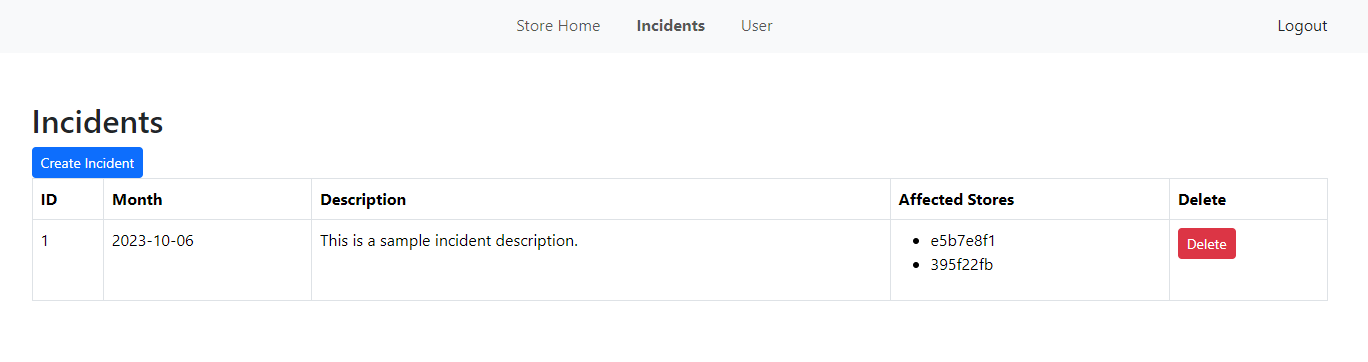 Store Home Incidents User Logout
Incidents
Create Incident
ID Month Description Affected Stores Delete
1 2023-10-06 This is a sample incident description. e5b7e8f1 Delete
395f22fb